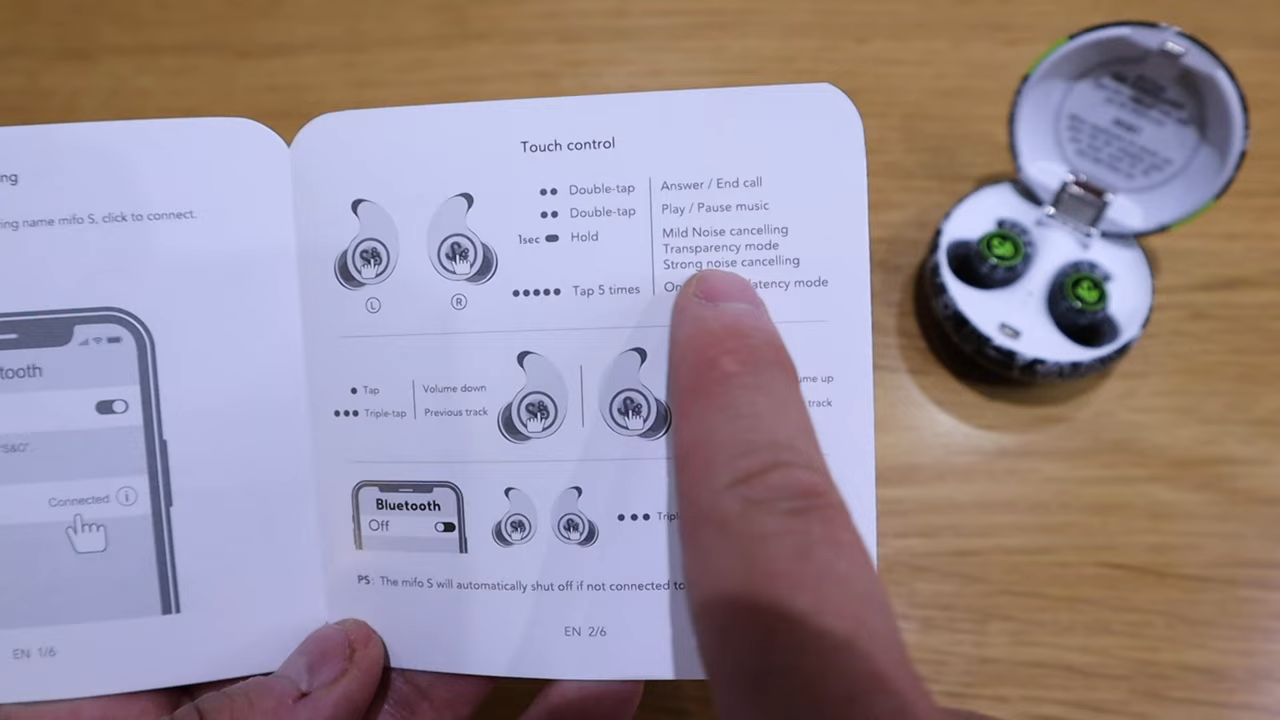 ng
ing name mifo S, click to connect.
tooth
"S&O".
Connected
EN 1/6
Touch control
Double-tap Answer / End call
Double-tap Play / Pause music
1sec Hold Mild Noise cancelling
Transparency mode
Strong noise cancelling
Tap 5 times latency mode
L R
Tap Volume down
Triple-tap Previous track
me up
track
Bluetooth
Off
PS: The mifo S will automatically shut off if not connected to
EN 2/6